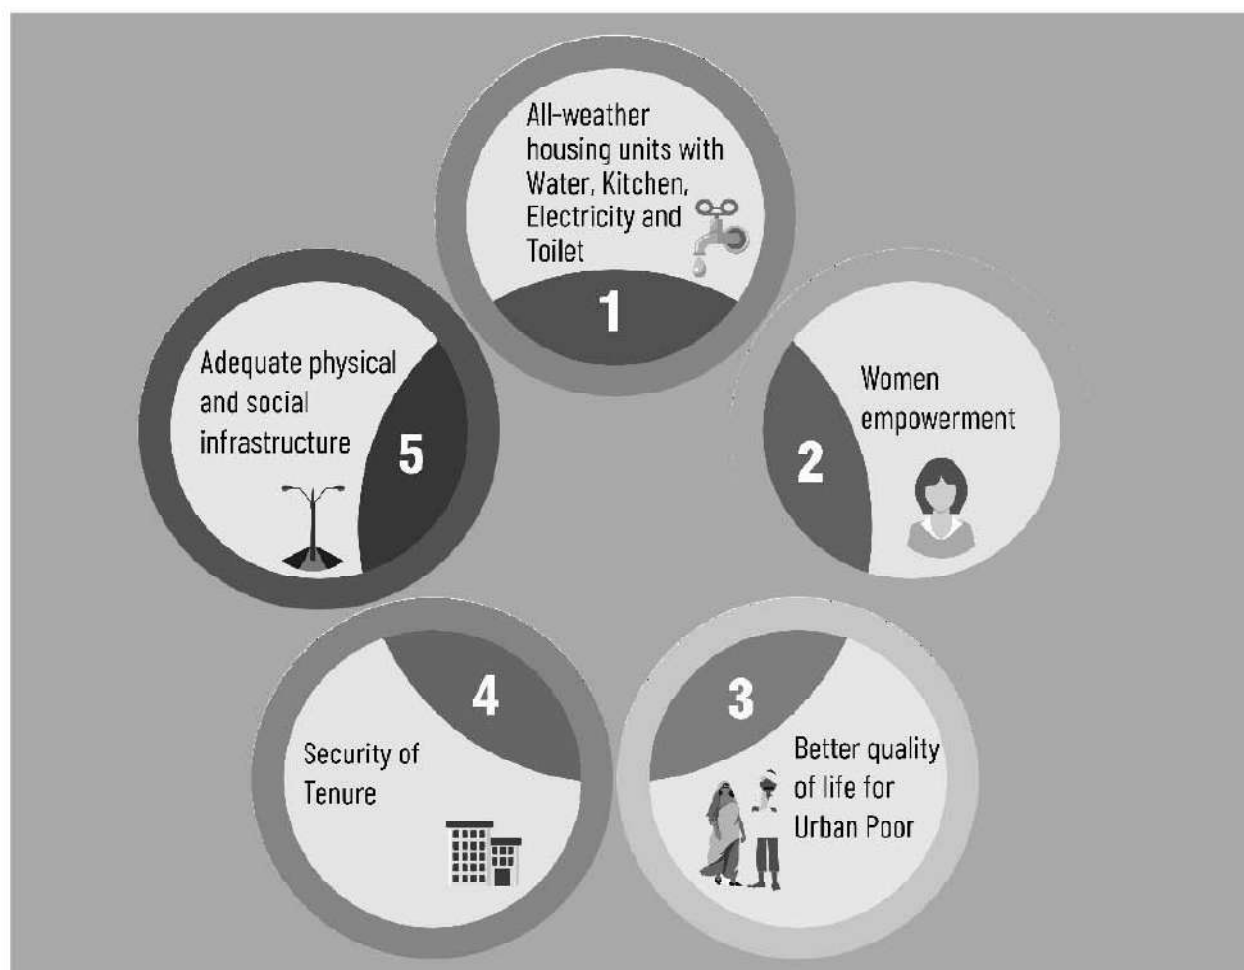 All-weather
housing units with
Water, Kitchen,
Electricity and
Toilet
1
Women
empowerment
2
3
Better quality
of life for
Urban Poor
4
Security of
Tenure
Adequate physical
and social
infrastructure
5